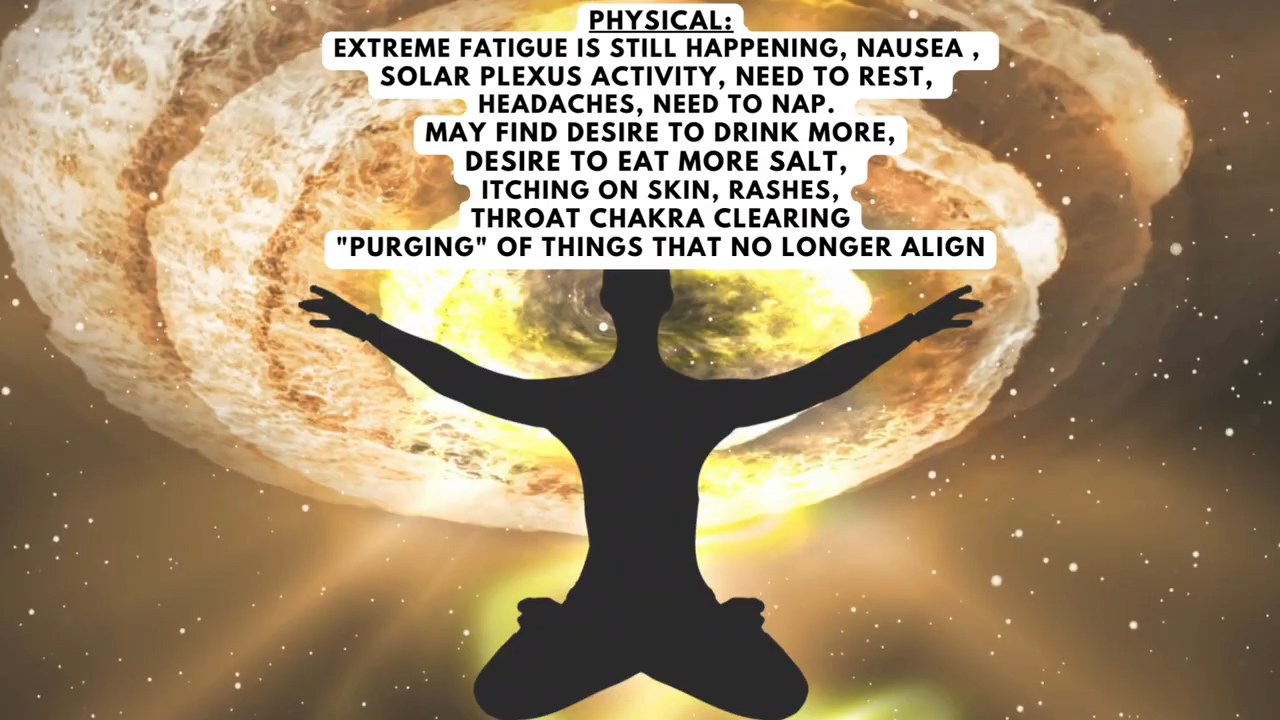 PHYSICAL:
EXTREME FATIGUE IS STILL HAPPENING, NAUSEA ,
SOLAR PLEXUS ACTIVITY, NEED TO REST,
HEADACHES, NEED TO NAP.
MAY FIND DESIRE TO DRINK MORE,
DESIRE TO EAT MORE SALT,
ITCHING ON SKIN, RASHES,
THROAT CHAKRA CLEARING
"PURGING" OF THINGS THAT NO LONGER ALIGN